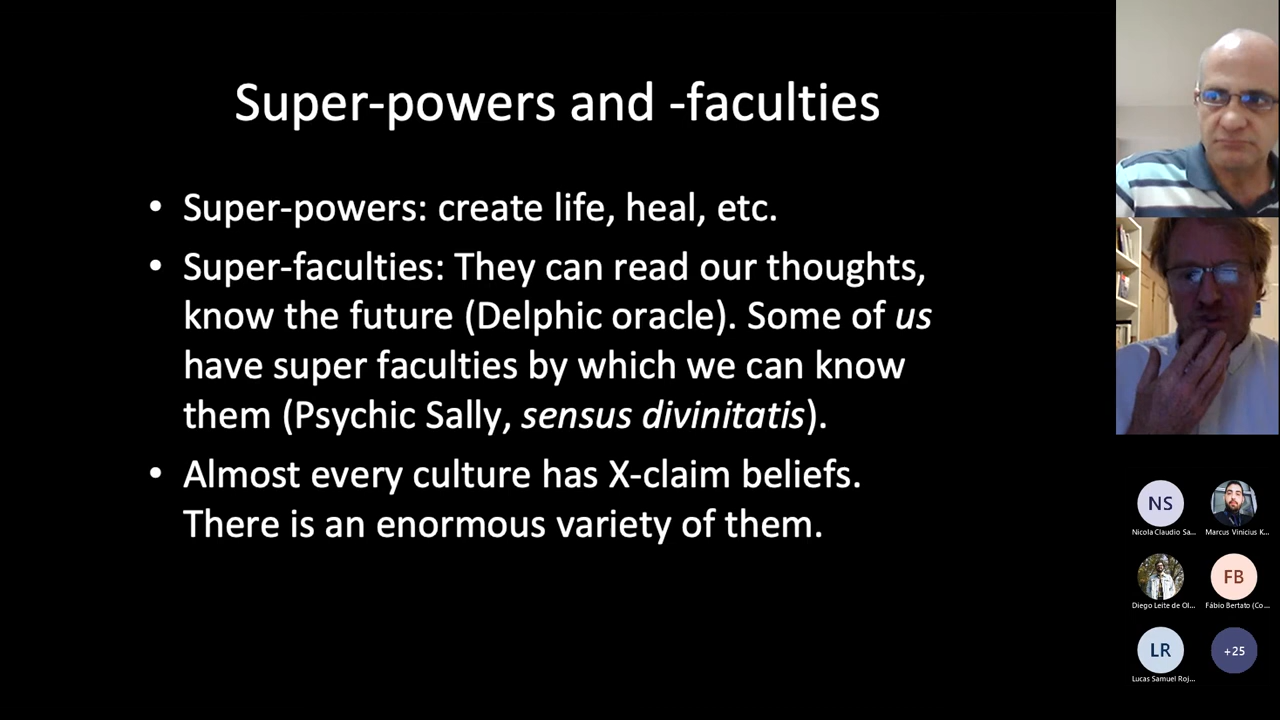 Super-powers and -faculties
• Super-powers: create life, heal, etc.
• Super-faculties: They can read our thoughts,
know the future (Delphic oracle). Some of us
have super faculties by which we can know
them (Psychic Sally, sensus divinitatis).
• Almost every culture has X-claim beliefs.
There is an enormous variety of them.
NS
Nicola Claudio Sa...
Marcus Vinicius K...
Diego Leite de Ol...
FB
Fábio Bertato (Co...
LR
Lucas Samuel Roj...
+25